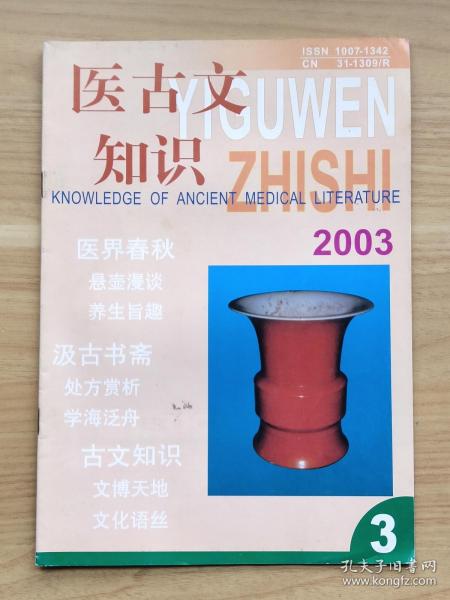 ISSN 1007-1342
CN 31-1309/R
医古文
YIGUWEN
知识
ZHISHI
KNOWLEDGE OF ANCIENT MEDICAL LITERATURE
2003
医界春秋
悬壶漫谈
养生旨趣
汲古书斋
处方赏析
学海泛舟
古文知识
文博天地
文化语丝
3
孔夫子旧书网
www.kongfz.com